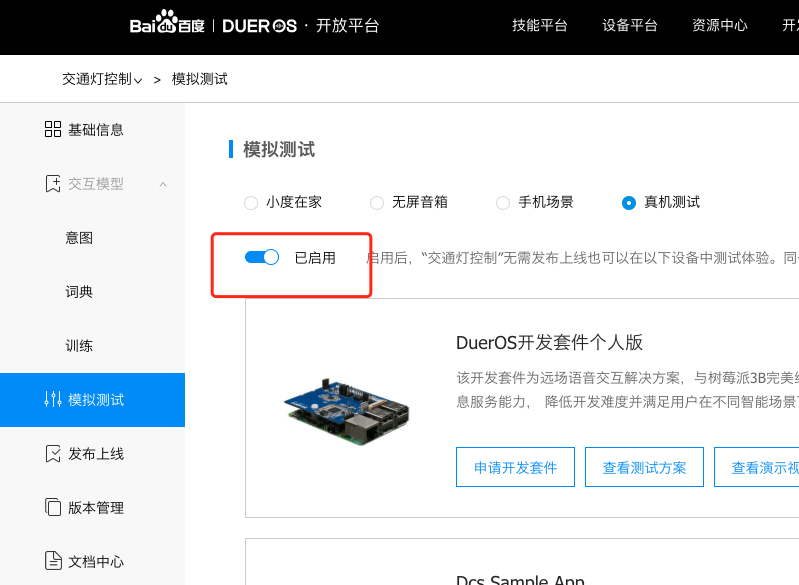 Baidu百度 | DUEROS · 开放平台 技能平台 设备平台 资源中心
交通灯控制 > 模拟测试
基础信息
交互模型
意图
词典
训练
模拟测试
发布上线
版本管理
文档中心
模拟测试
小度在家 无屏音箱 手机场景 真机测试
已启用 启用后，“交通灯控制”无需发布上线也可以在以下设备中测试体验。同
DuerOS开发套件个人版
该开发套件为远场语音交互解决方案，与树莓派3B完美
息服务能力， 降低开发难度并满足用户在不同智能场景
申请开发套件 查看测试方案 查看演示视
Dcs Sample App